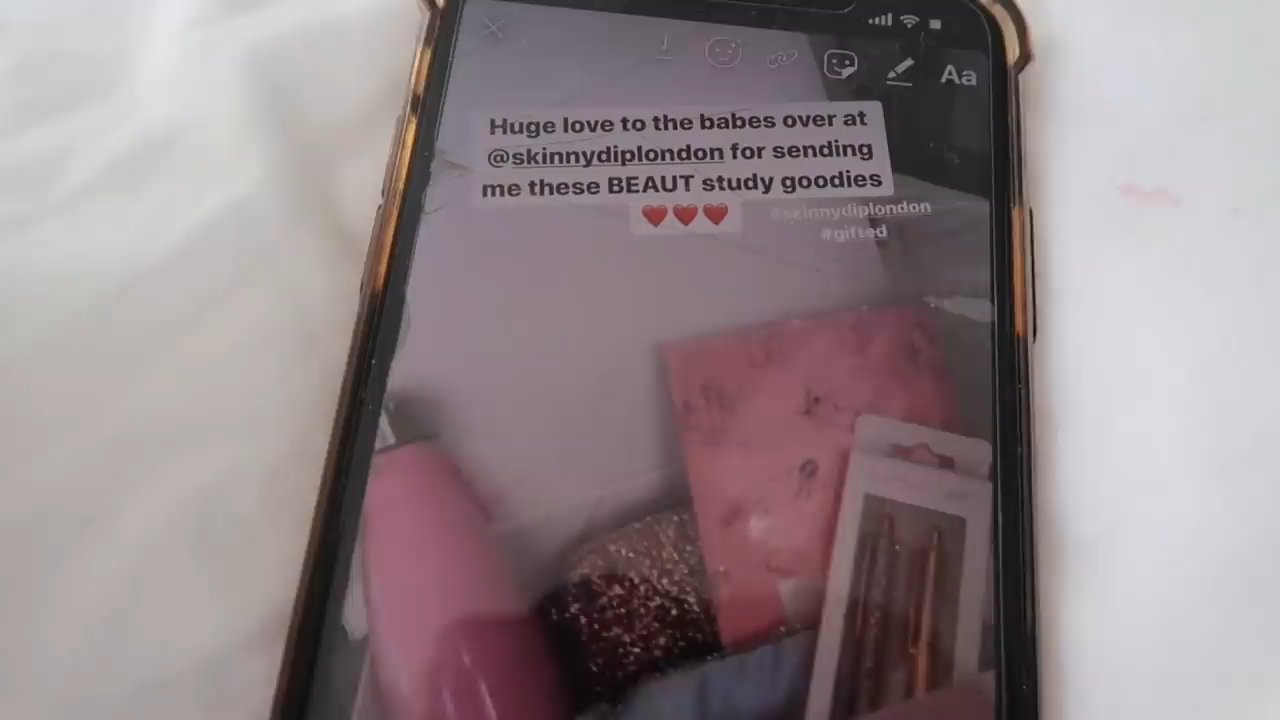 Aa
Huge love to the babes over at
@skinnydiplondon for sending
me these BEAUT study goodies
❤️❤️❤️
#skinnydiplondon
#gifted